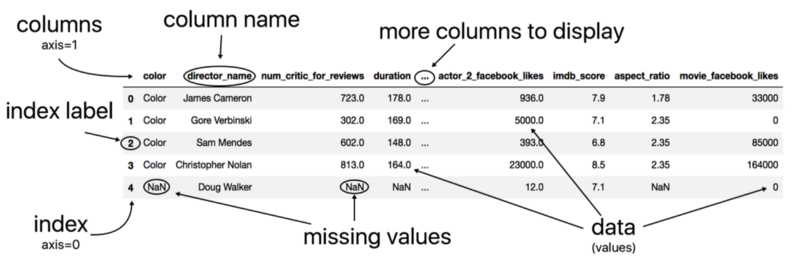 column name
columns
axis=1
more columns to display
color director_name num_critic_for_reviews duration ... actor_2_facebook_likes imdb_score aspect_ratio movie_facebook_likes
0 Color James Cameron 723.0 178.0 ... 936.0 7.9 1.78 33000
index label
1 Color Gore Verbinski 302.0 169.0 ... 5000.0 7.1 2.35 0
2 Color Sam Mendes 602.0 148.0 ... 393.0 6.8 2.35 85000
3 Color Christopher Nolan 813.0 164.0 ... 23000.0 8.5 2.35 164000
4 NaN Doug Walker NaN NaN ... 12.0 7.1 NaN 0
index
axis=0
missing values
data
(values)